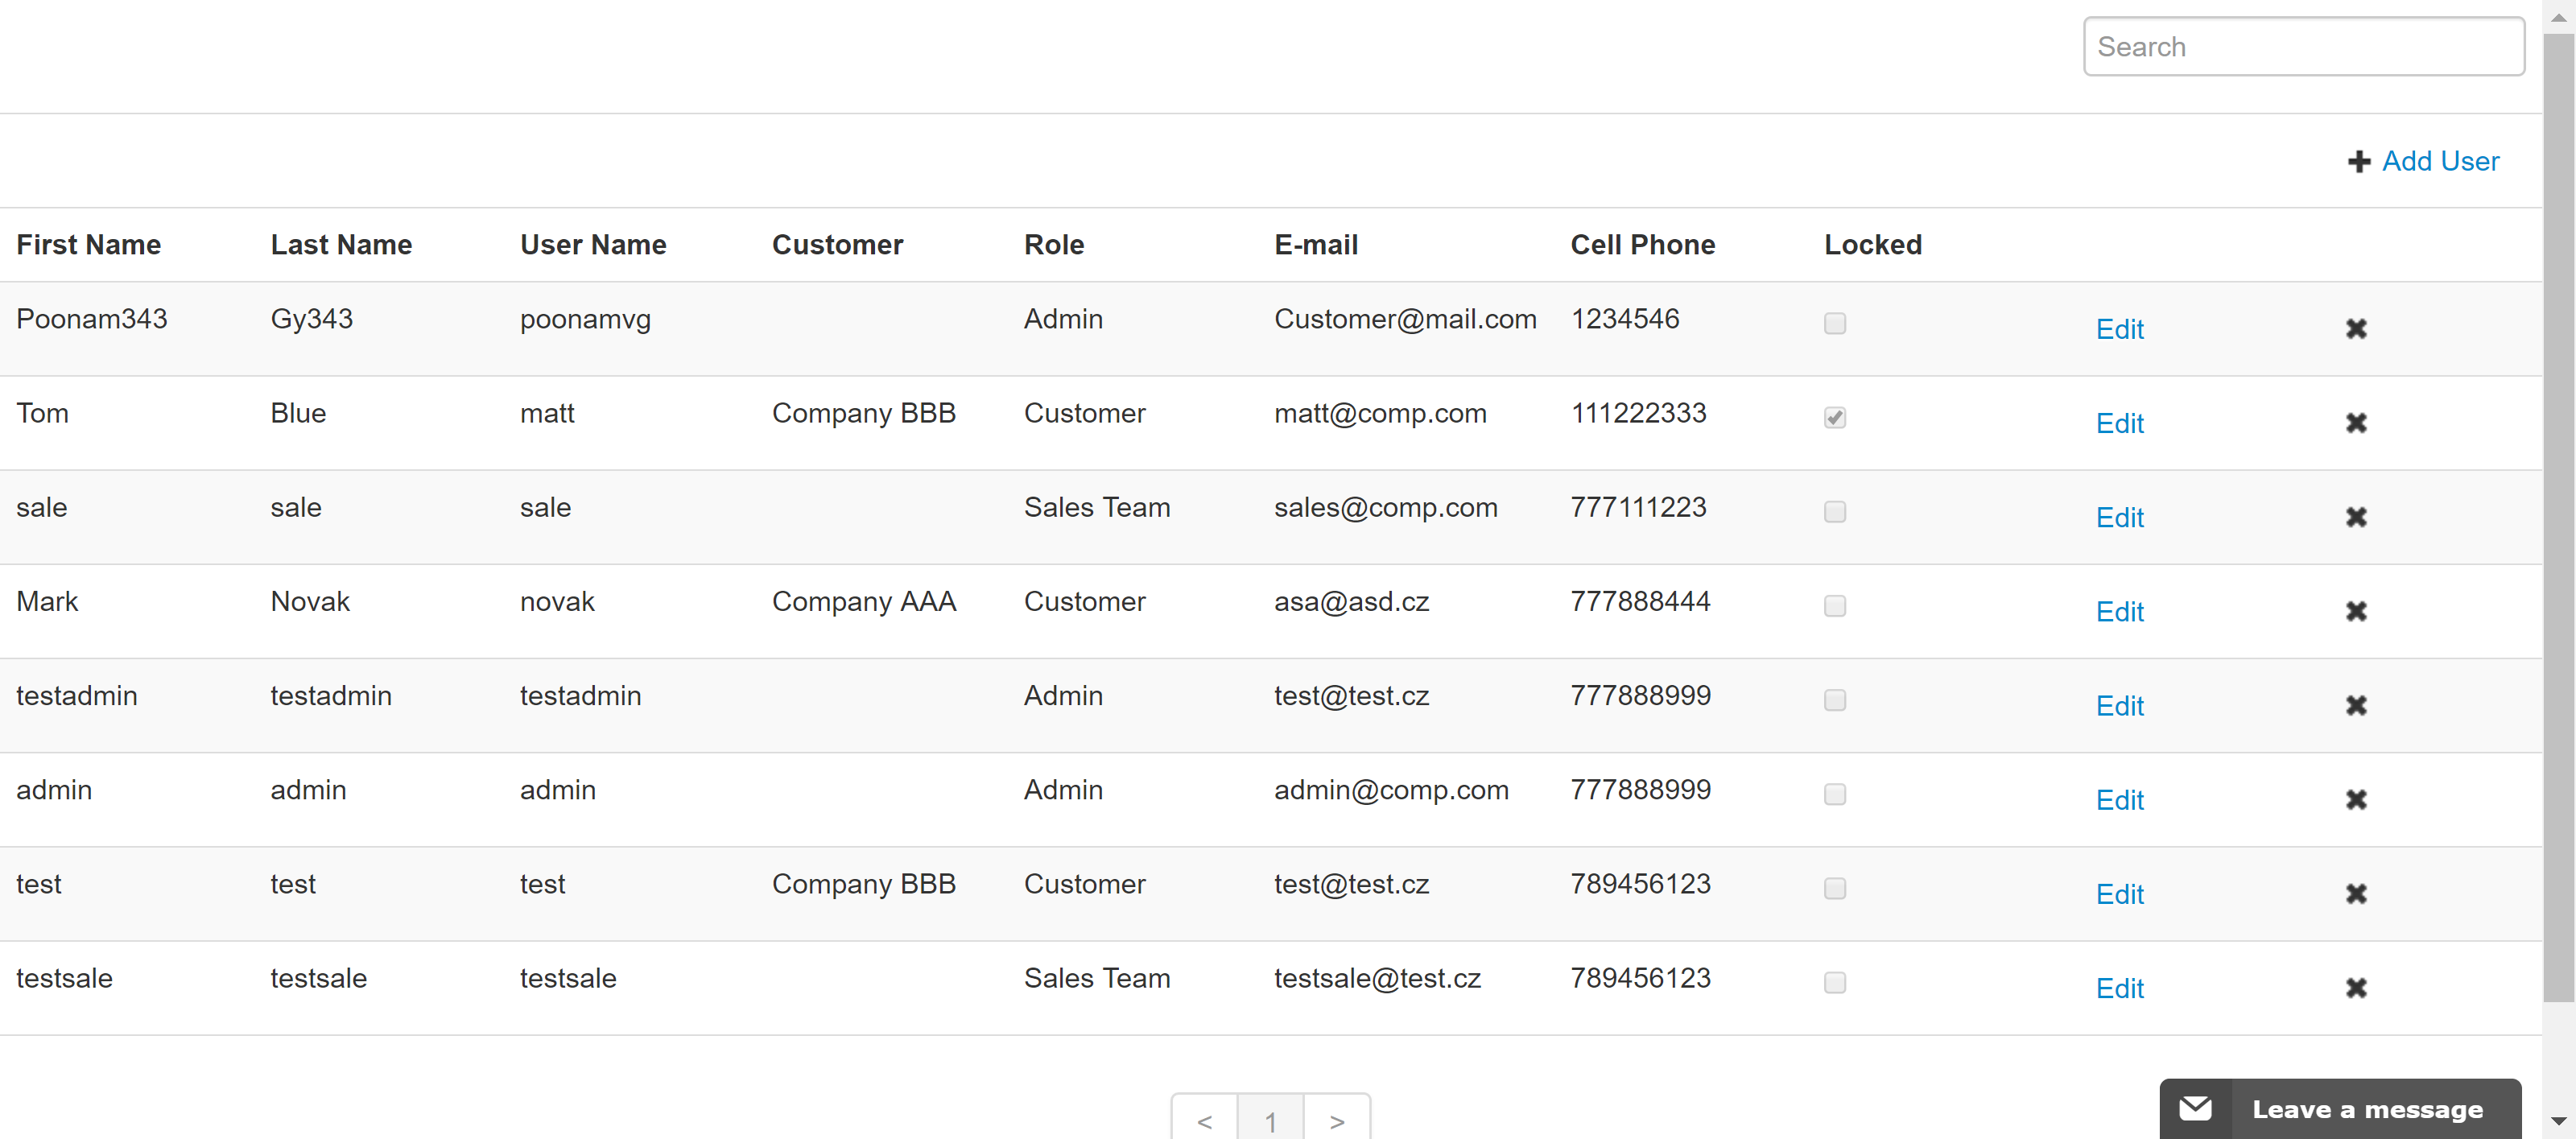 Search
Add User
First Name Last Name User Name Customer Role E-mail Cell Phone Locked
Poonam343 Gy343 poonamvg Admin Customer@mail.com 1234546 Edit
Tom Blue matt Company BBB Customer matt@comp.com 111222333 Edit
sale sale sale Sales Team sales@comp.com 777111223 Edit
Mark Novak novak Company AAA Customer asa@asd.cz 777888444 Edit
testadmin testadmin testadmin Admin test@test.cz 777888999 Edit
admin admin admin Admin admin@comp.com 777888999 Edit
test test test Company BBB Customer test@test.cz 789456123 Edit
testsale testsale testsale Sales Team testsale@test.cz 789456123 Edit
< 1 >
Leave a message